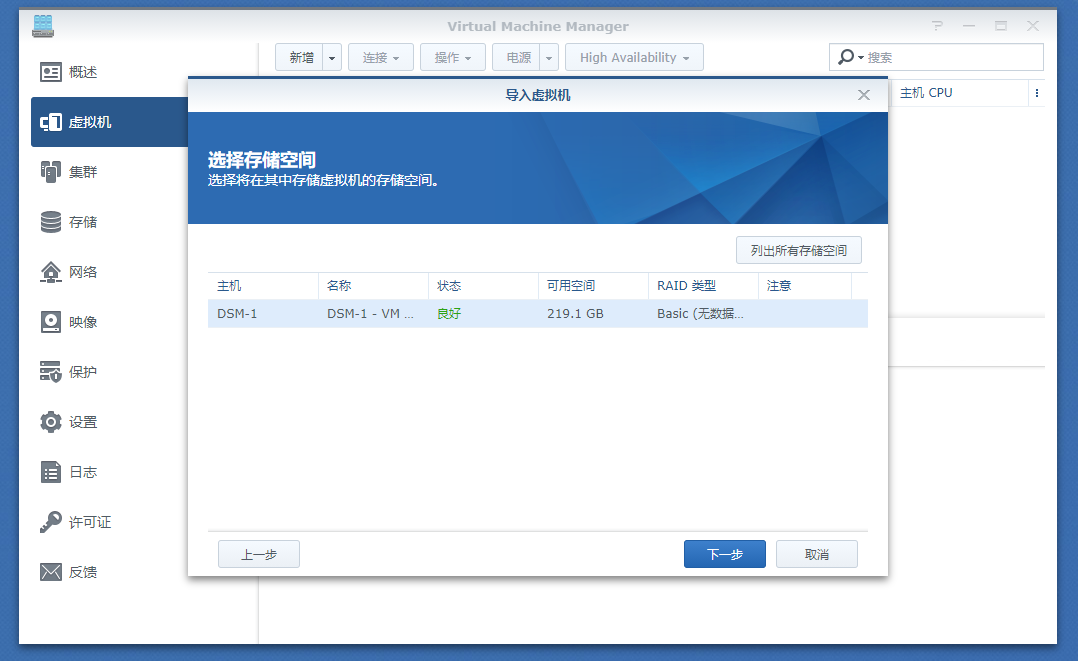 Virtual Machine Manager
新增 连接 操作 电源 High Availability 搜索
概述
虚拟机
集群
存储
网络
映像
保护
设置
日志
许可证
反馈
主机 CPU
导入虚拟机
选择存储空间
选择将在其中存储虚拟机的存储空间。
列出所有存储空间
主机 名称 状态 可用空间 RAID 类型 注意
DSM-1 DSM-1 - VM ... 良好 219.1 GB Basic (无数据...
上一步 下一步 取消